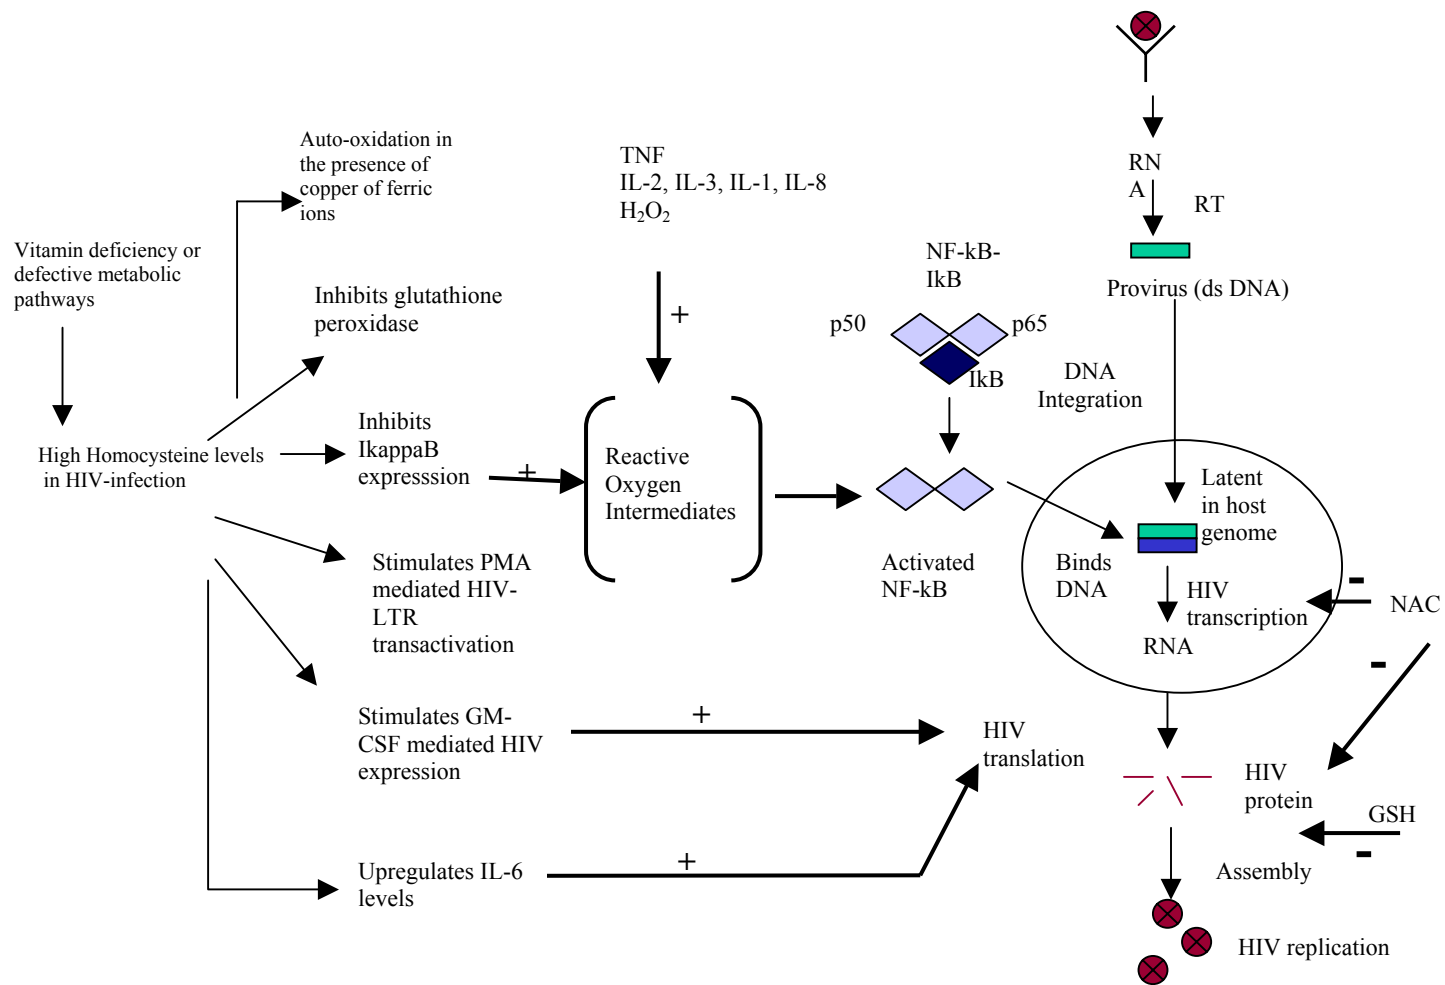 RN
A
RT
Provirus (ds DNA)
Auto-oxidation in
the presence of
copper of ferric
ions
TNF
IL-2, IL-3, IL-1, IL-8
H₂O₂
+
Vitamin deficiency or
defective metabolic
pathways
Inhibits glutathione
peroxidase
NF-kB-
IkB
p50
p65
IkB
DNA
Integration
High Homocysteine levels
in HIV-infection
Inhibits
IkappaB
expresssion
+
Reactive
Oxygen
Intermediates
Activated
NF-kB
Latent
in host
genome
Binds
DNA
HIV
transcription
RNA
-
NAC
-
Stimulates PMA
mediated HIV-
LTR
transactivation
Stimulates GM-
CSF mediated HIV
expression
+
HIV
translation
HIV
protein
GSH
-
Upregulates IL-6
levels
+
Assembly
HIV replication